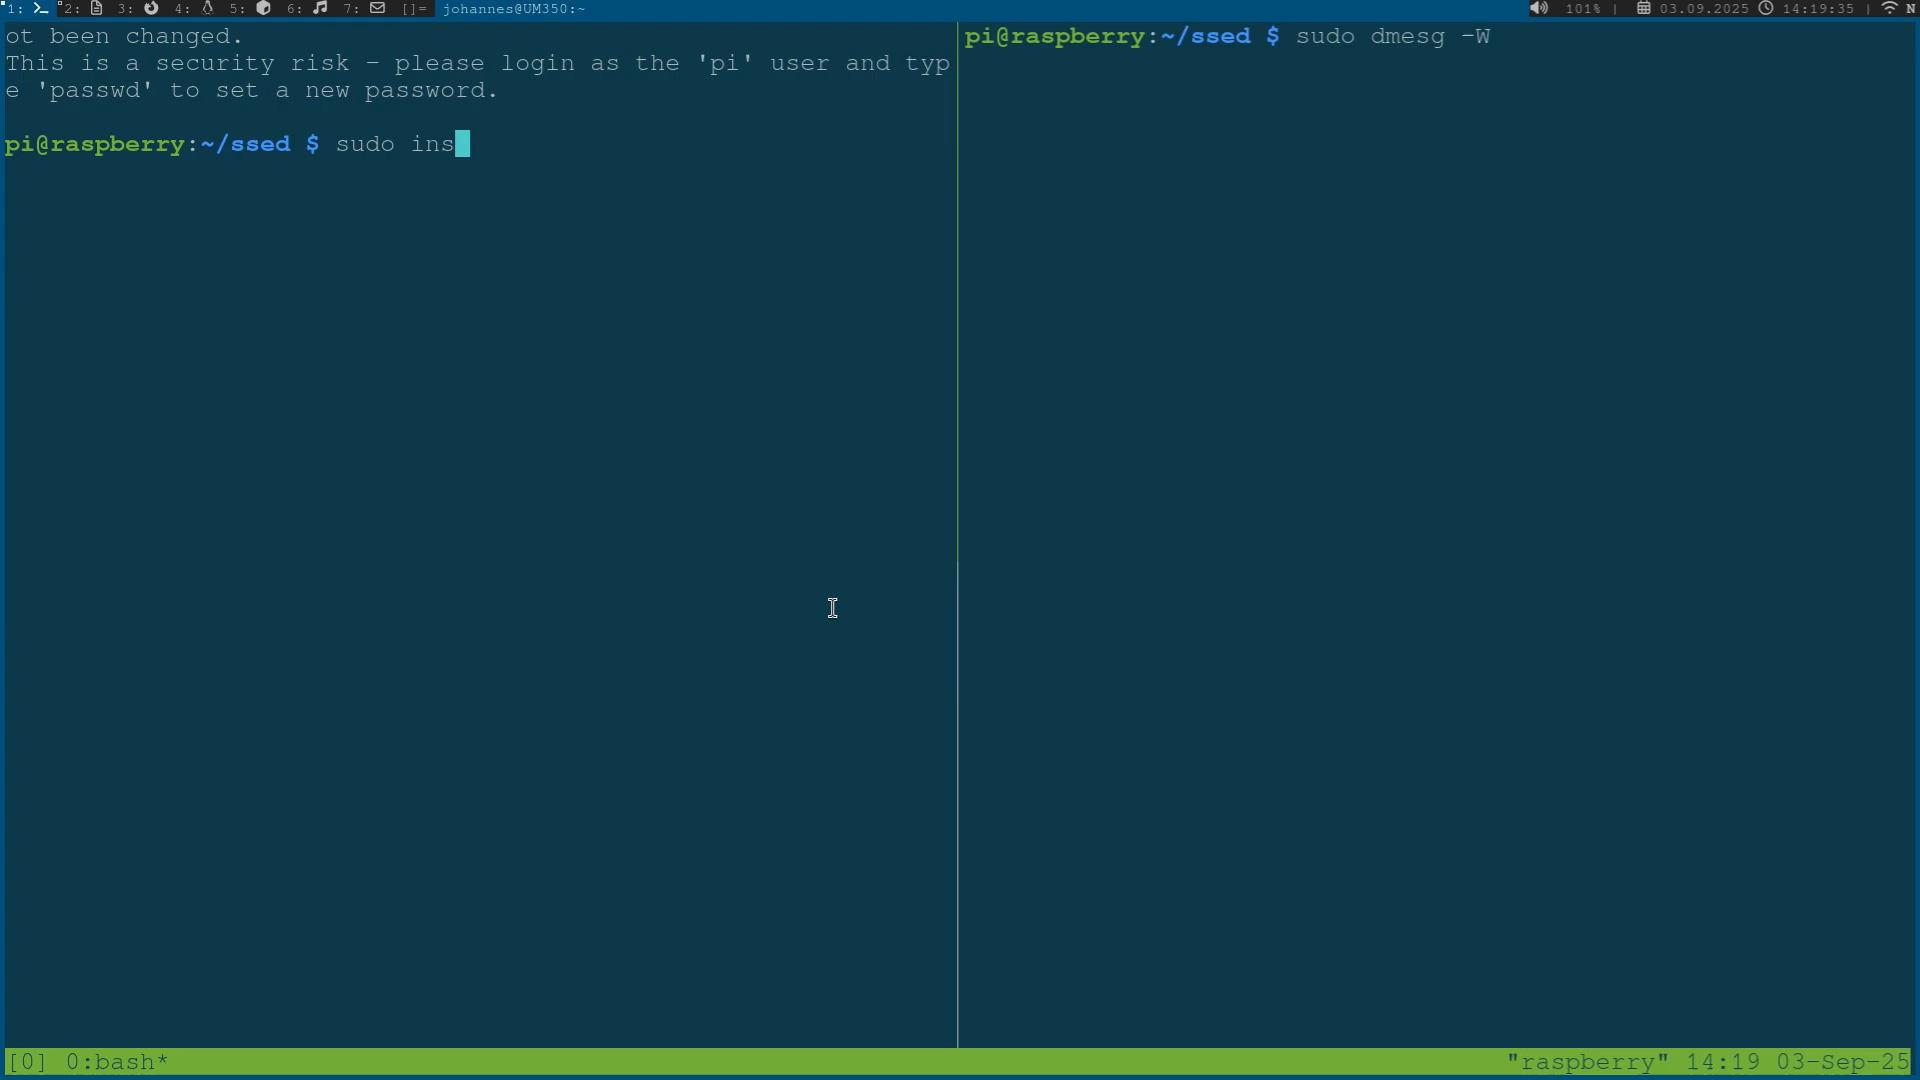 1: 2: 3: 4: 5: 6: 7: []= johannes@UM350:~ 101% | 03.09.2025 14:19:35 | N
ot been changed.
This is a security risk - please login as the 'pi' user and typ
e 'passwd' to set a new password.
pi@raspberry:~/ssed $ sudo ins
pi@raspberry:~/ssed $ sudo dmesg -W
[0] 0:bash* "raspberry" 14:19 03-Sep-25